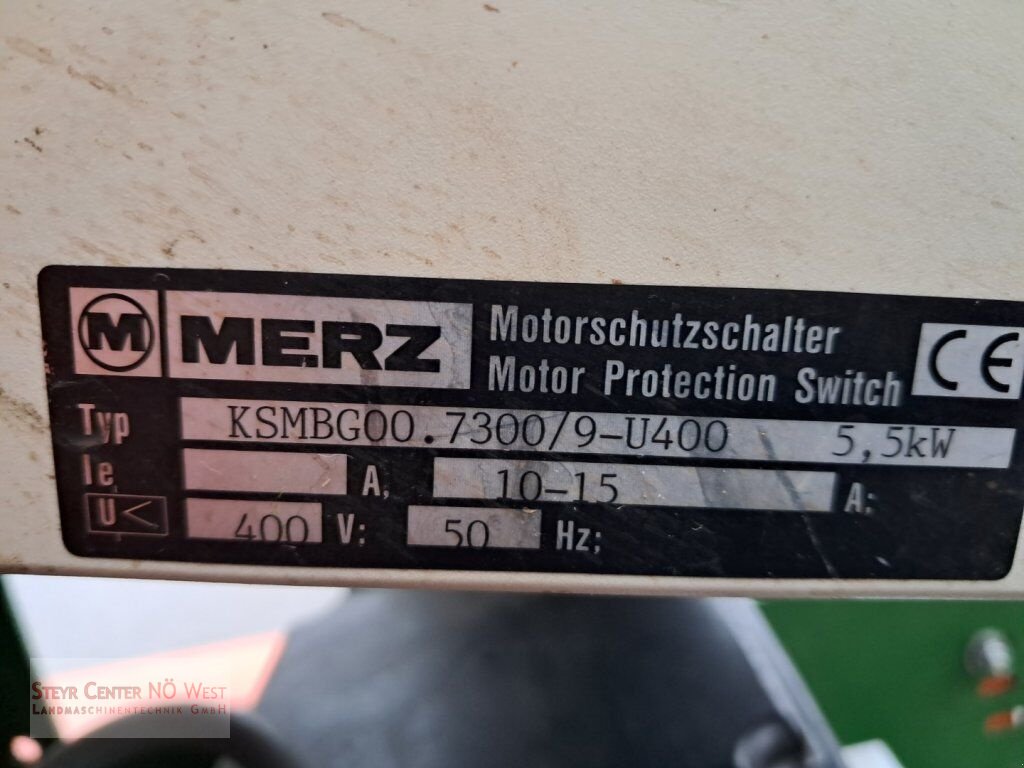 M MERZ
Motorschutzschalter
Motor Protection Switch
CE
Typ KSMBG00.7300/9-U400 5,5kW
Ie A, 10-15 A;
U< 400 V; 50 Hz;
STEYR CENTER NÖ WEST
LANDMASCHINENTECHNIK GMBH